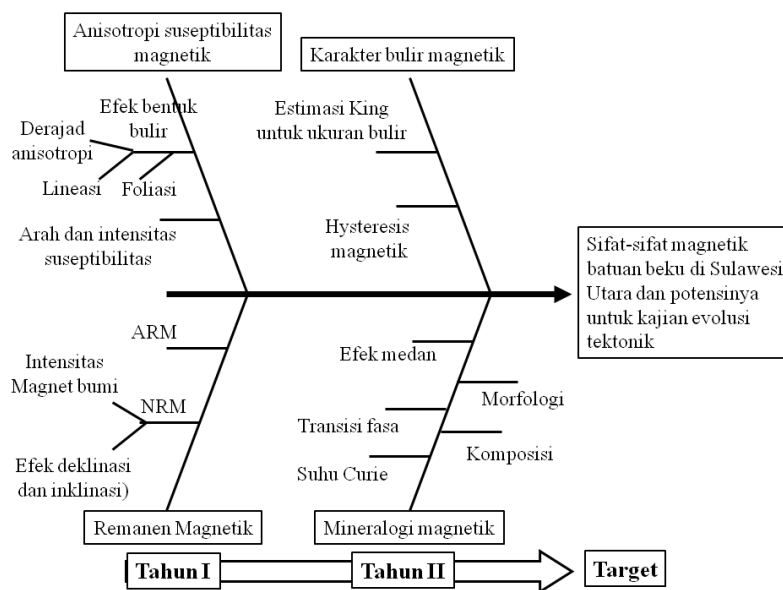 Anisotropi suseptibilitas
magnetik
Karakter bulir magnetik
Efek bentuk
bulir
Derajad
anisotropi
Lineasi
Foliasi
Arah dan intensitas
suseptibilitas
Estimasi King
untuk ukuran bulir
Hysteresis
magnetik
Sifat-sifat magnetik
batuan beku di Sulawesi
Utara dan potensinya
untuk kajian evolusi
tektonik
ARM
Intensitas
Magnet bumi
NRM
Efek deklinasi
dan inklinasi)
Remanen Magnetik
Efek medan
Morfologi
Transisi fasa
Komposisi
Suhu Curie
Mineralogi magnetik
Tahun I
Tahun II
Target